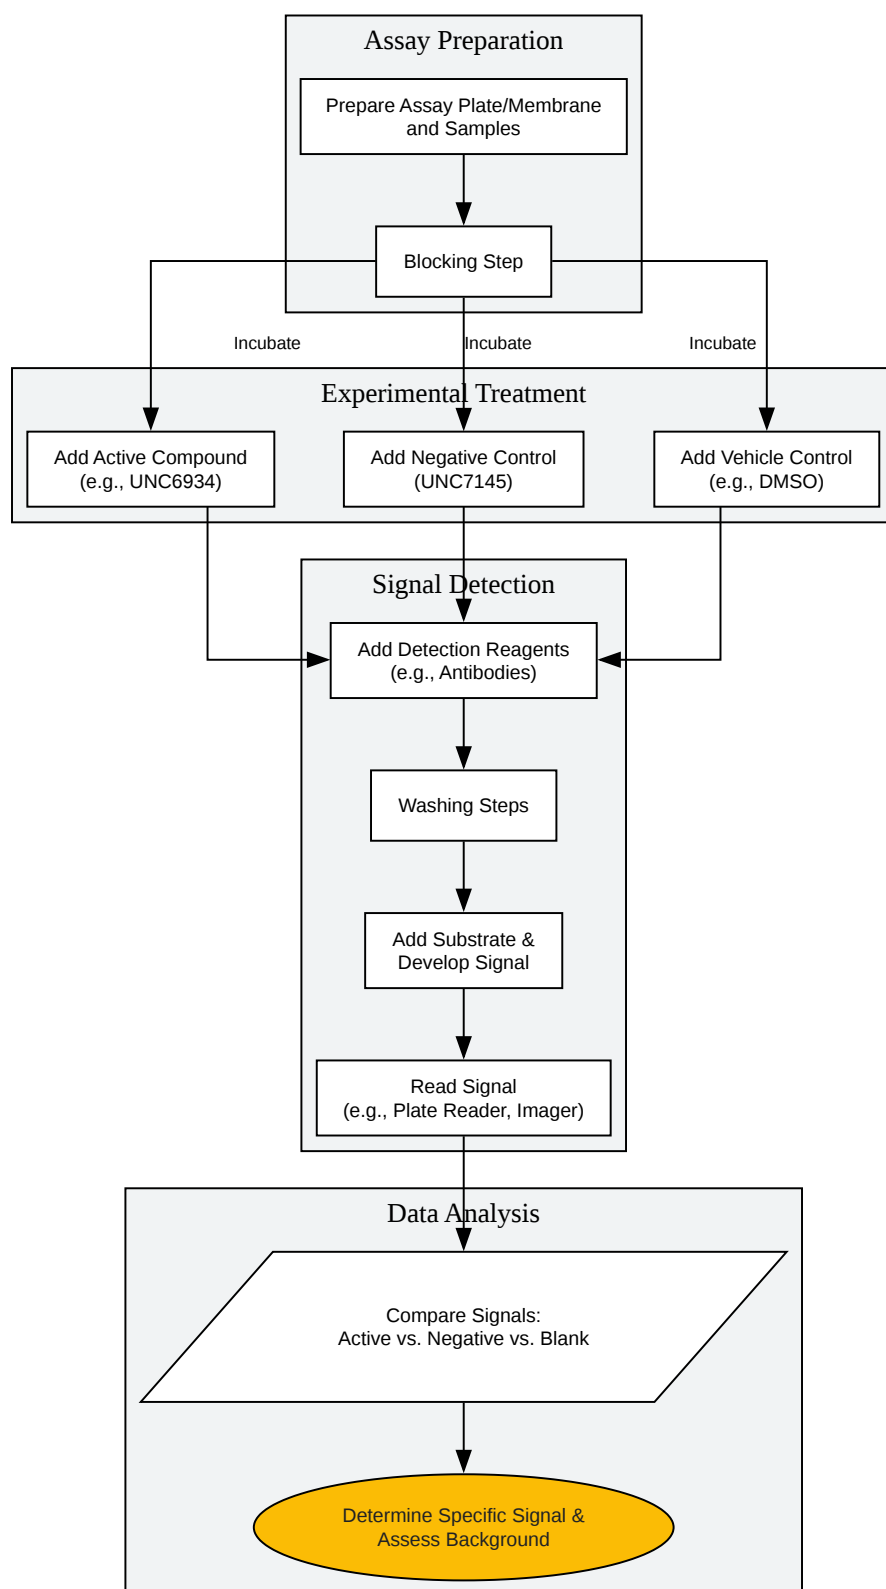 Assay Preparation
Prepare Assay Plate/Membrane
and Samples
Blocking Step
Incubate
Incubate
Incubate
Experimental Treatment
Add Active Compound
(e.g., UNC6934)
Add Negative Control
(UNC7145)
Add Vehicle Control
(e.g., DMSO)
Signal Detection
Add Detection Reagents
(e.g., Antibodies)
Washing Steps
Add Substrate &
Develop Signal
Read Signal
(e.g., Plate Reader, Imager)
Data Analysis
Compare Signals:
Active vs. Negative vs. Blank
Determine Specific Signal &
Assess Background